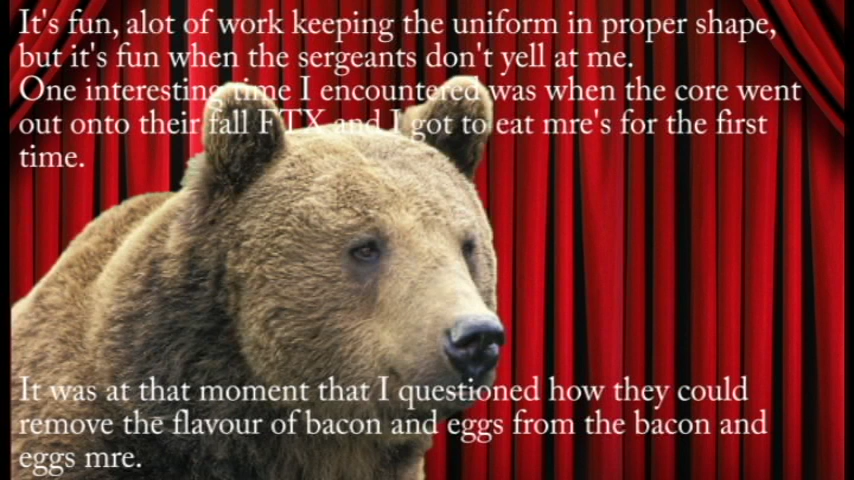 It's fun, alot of work keeping the uniform in proper shape,
but it's fun when the sergeants don't yell at me.
One interesting time I encountered was when the core went
out onto their fall FTX and I got to eat mre's for the first
time.
It was at that moment that I questioned how they could
remove the flavour of bacon and eggs from the bacon and
eggs mre.